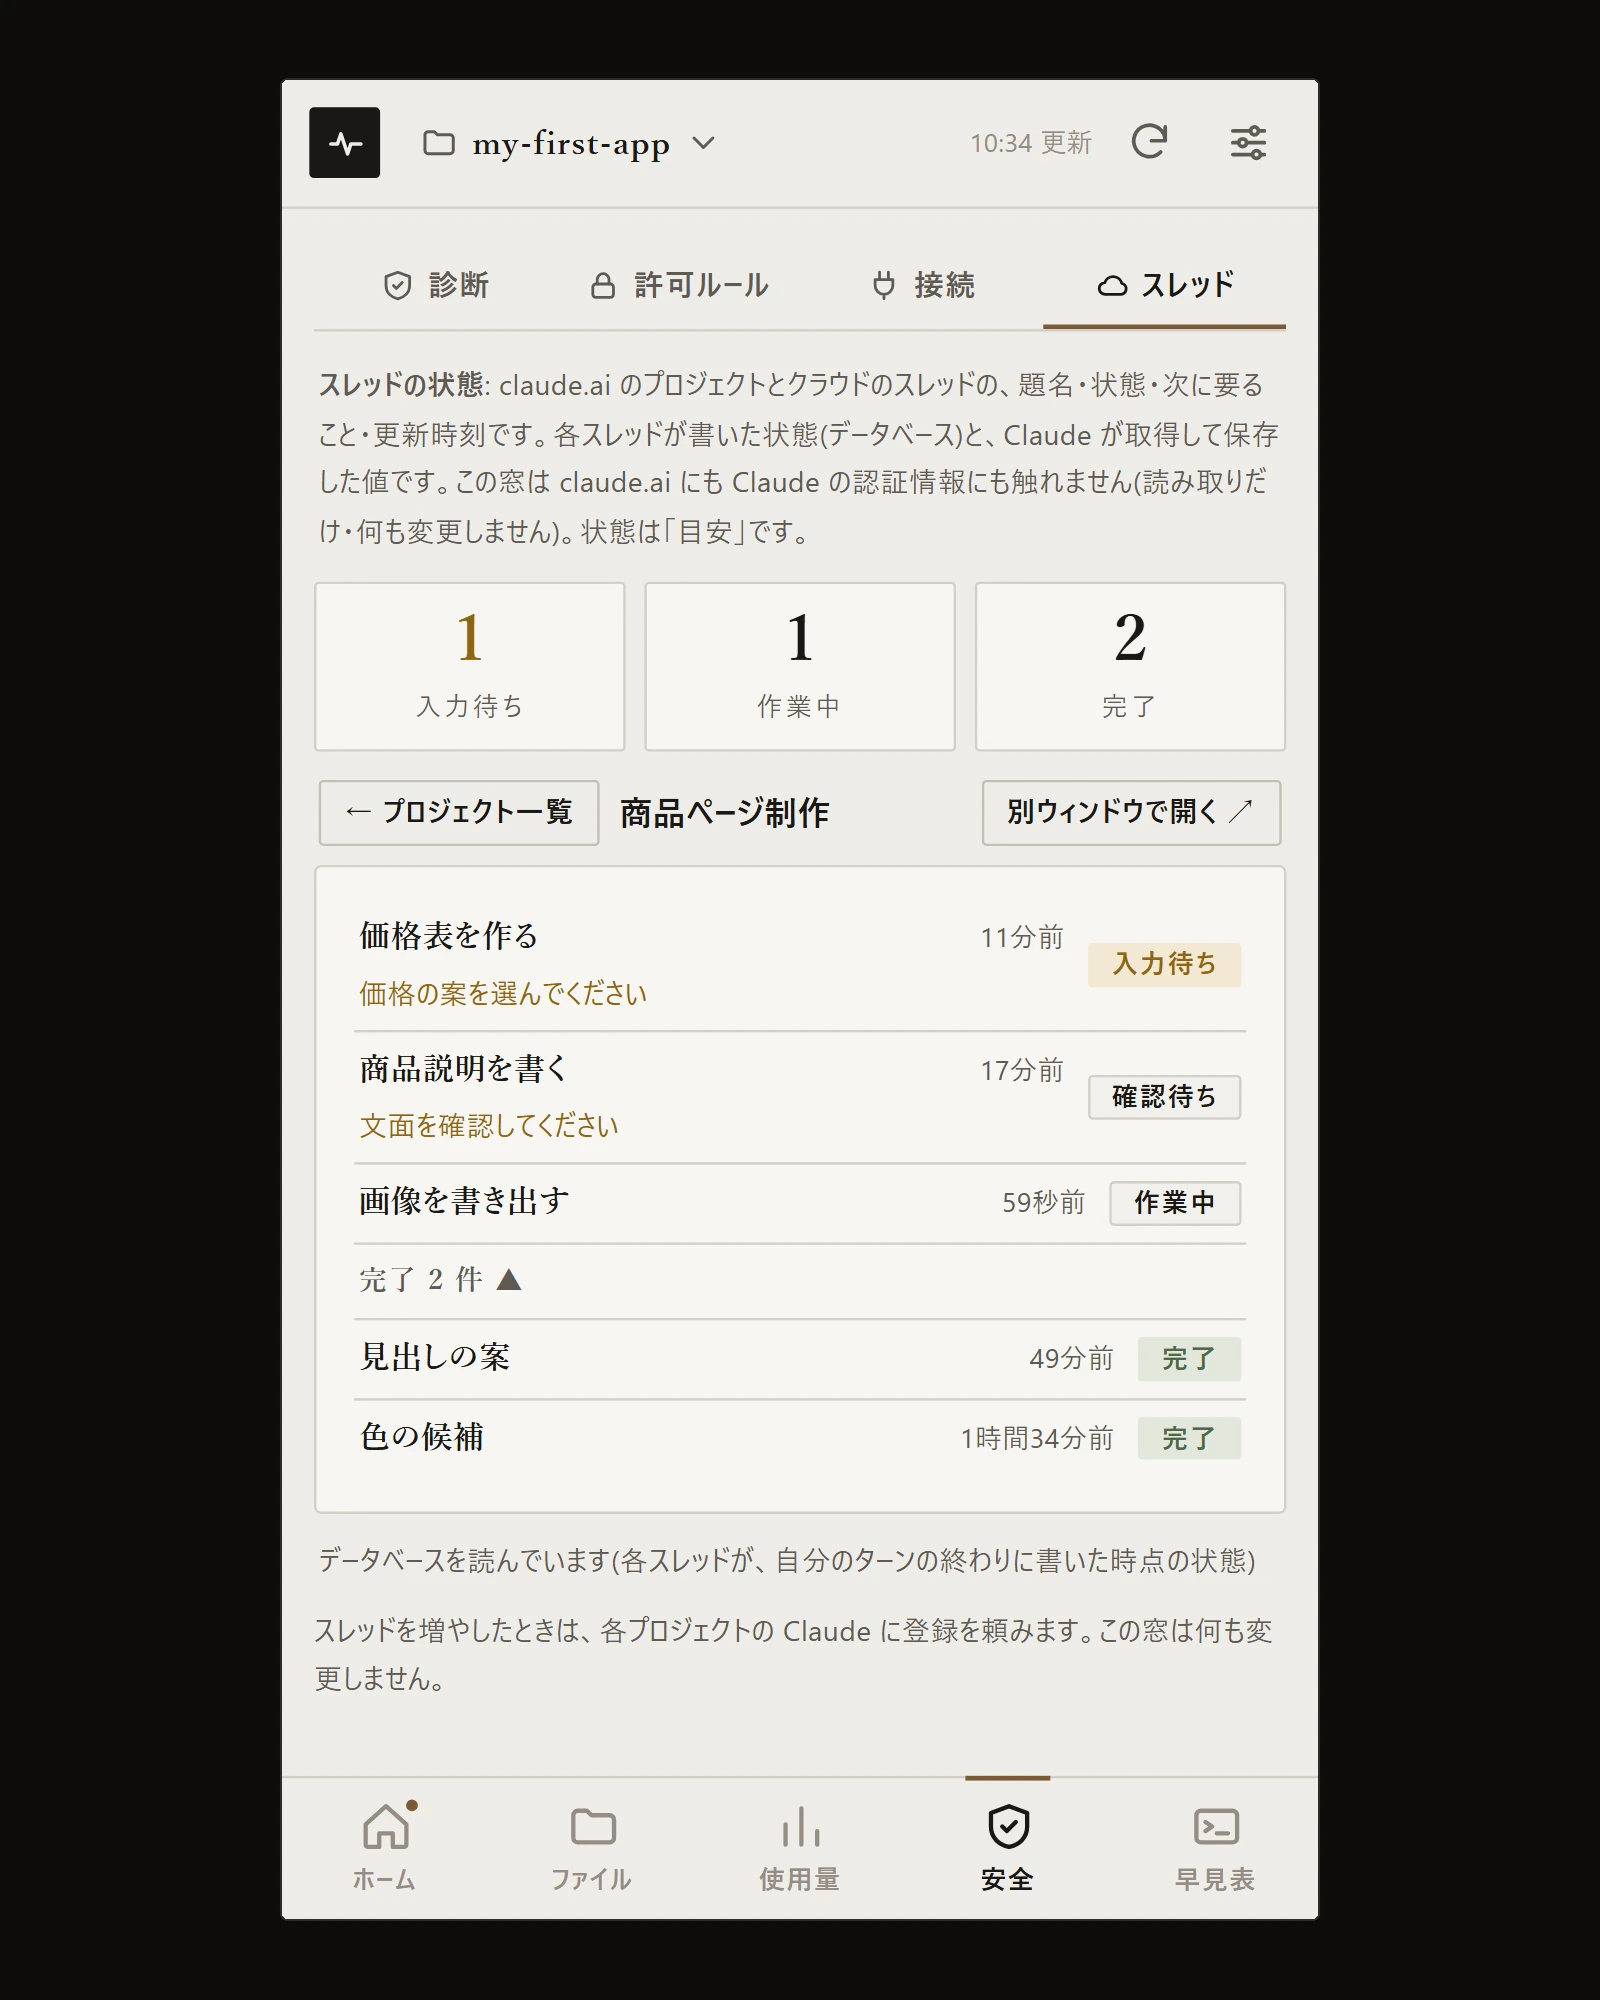 my-first-app
10:34 更新
診断
許可ルール
接続
スレッド
スレッドの状態: claude.ai のプロジェクトとクラウドのスレッドの、題名・状態・次に要る
こと・更新時刻です。各スレッドが書いた状態(データベース)と、Claude が取得して保存
した値です。この窓は claude.ai にも Claude の認証情報にも触れません(読み取りだ
け・何も変更しません)。状態は「目安」です。
1
入力待ち
1
作業中
2
完了
← プロジェクト一覧
商品ページ制作
別ウィンドウで開く ↗
価格表を作る
11分前
入力待ち
価格の案を選んでください
商品説明を書く
17分前
確認待ち
文面を確認してください
画像を書き出す
59秒前
作業中
完了 2 件 ▲
見出しの案
49分前
完了
色の候補
1時間34分前
完了
データベースを読んでいます(各スレッドが、自分のターンの終わりに書いた時点の状態)
スレッドを増やしたときは、各プロジェクトの Claude に登録を頼みます。この窓は何も変
更しません。
ホーム
ファイル
使用量
安全
早見表